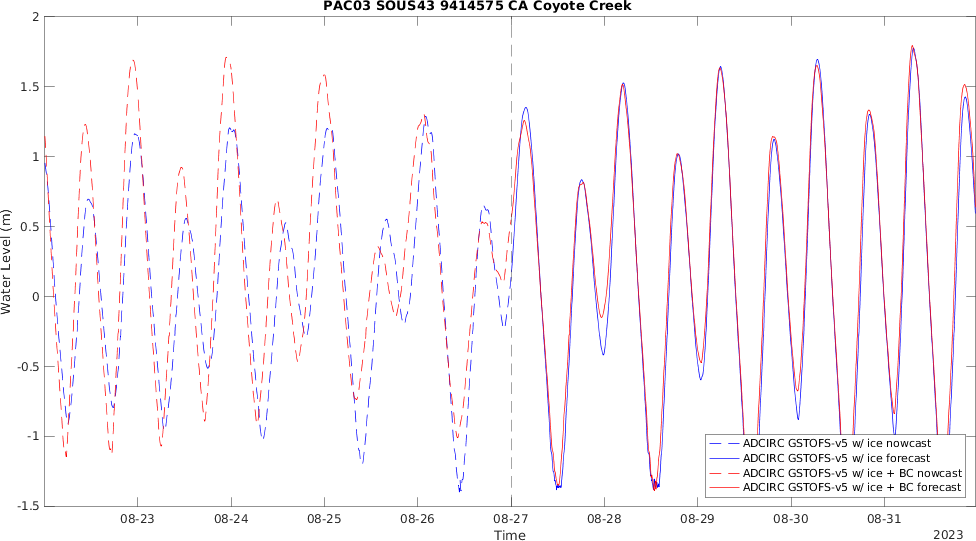 PAC03 SOUS43 9414575 CA Coyote Creek
2
1.5
1
0.5
0
-0.5
-1
-1.5
Water Level (m)
08-23 08-24 08-25 08-26 08-27 08-28 08-29 08-30 08-31
Time
2023
ADCIRC GSTOFS-v5 w/ ice nowcast
ADCIRC GSTOFS-v5 w/ ice forecast
ADCIRC GSTOFS-v5 w/ ice + BC nowcast
ADCIRC GSTOFS-v5 w/ ice + BC forecast